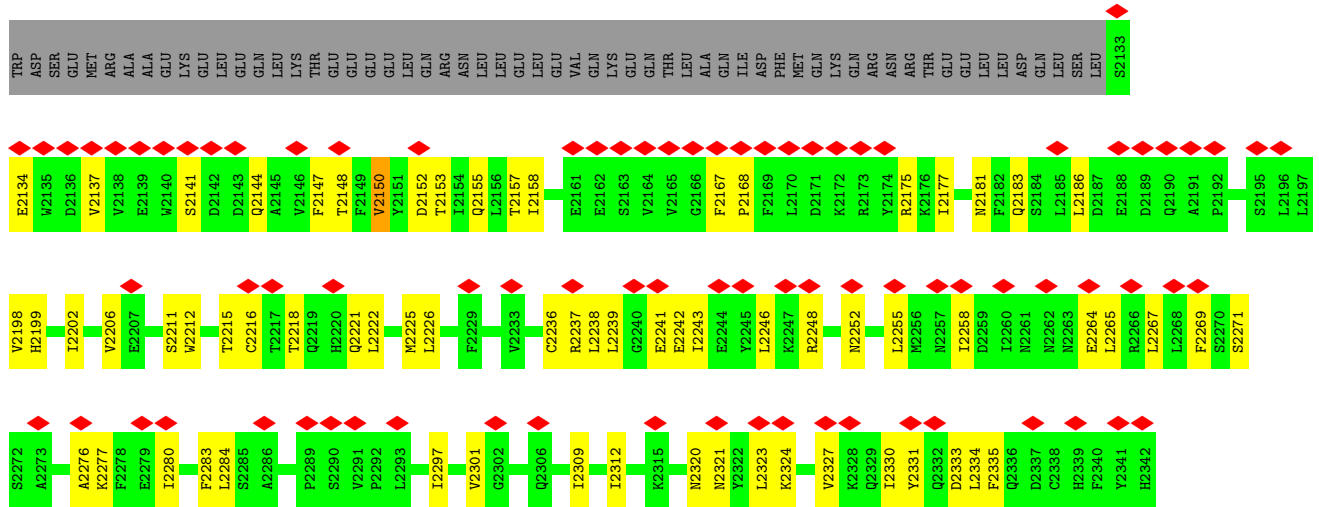 TRP ASP SER GLU MET ARG ALA ALA GLU LYS GLU LEU GLU GLN LEU LYS THR GLU GLU GLU GLU LEU GLN ARG ASN LEU LEU GLU LEU GLU VAL GLN LYS GLU GLN THR LEU ALA GLN ILE ASP PHE MET GLN LYS GLN ARG ASN ARG THR GLU GLU LEU LEU ASP GLN LEU SER LEU S2133
E2134 W2135 D2136 V2137 V2138 E2139 W2140 S2141 D2142 D2143 Q2144 A2145 V2146 F2147 T2148 F2149 V2150 Y2151 D2152 T2153 I2154 Q2155 L2156 T2157 I2158 E2161 E2162 S2163 V2164 V2165 G2166 F2167 P2168 F2169 L2170 D2171 K2172 R2173 Y2174 R2175 K2176 I2177 N2181 F2182 Q2183 S2184 L2185 L2186 D2187 E2188 D2189 Q2190 A2191 P2192 S2195 L2196 L2197
V2198 H2199 I2202 V2206 E2207 S2211 W2212 T2215 C2216 T2217 T2218 Q2219 H2220 Q2221 L2222 M2225 L2226 F2229 V2233 C2236 R2237 L2238 L2239 G2240 E2241 E2242 I2243 E2244 Y2245 L2246 K2247 R2248 N2252 L2255 M2256 N2257 I2258 D2259 I2260 N2261 N2262 N2263 E2264 L2265 R2266 L2267 L2268 F2269 S2270 S2271
S2272 A2273 A2276 K2277 F2278 E2279 I2280 F2283 L2284 S2285 A2286 P2289 S2290 V2291 P2292 L2293 I2297 V2301 G2302 Q2306 I2309 I2312 K2315 N2320 N2321 Y2322 L2323 K2324 V2327 K2328 Q2329 I2330 Y2331 Q2332 D2333 L2334 F2335 Q2336 D2337 C2338 H2339 F2340 Y2341 H2342